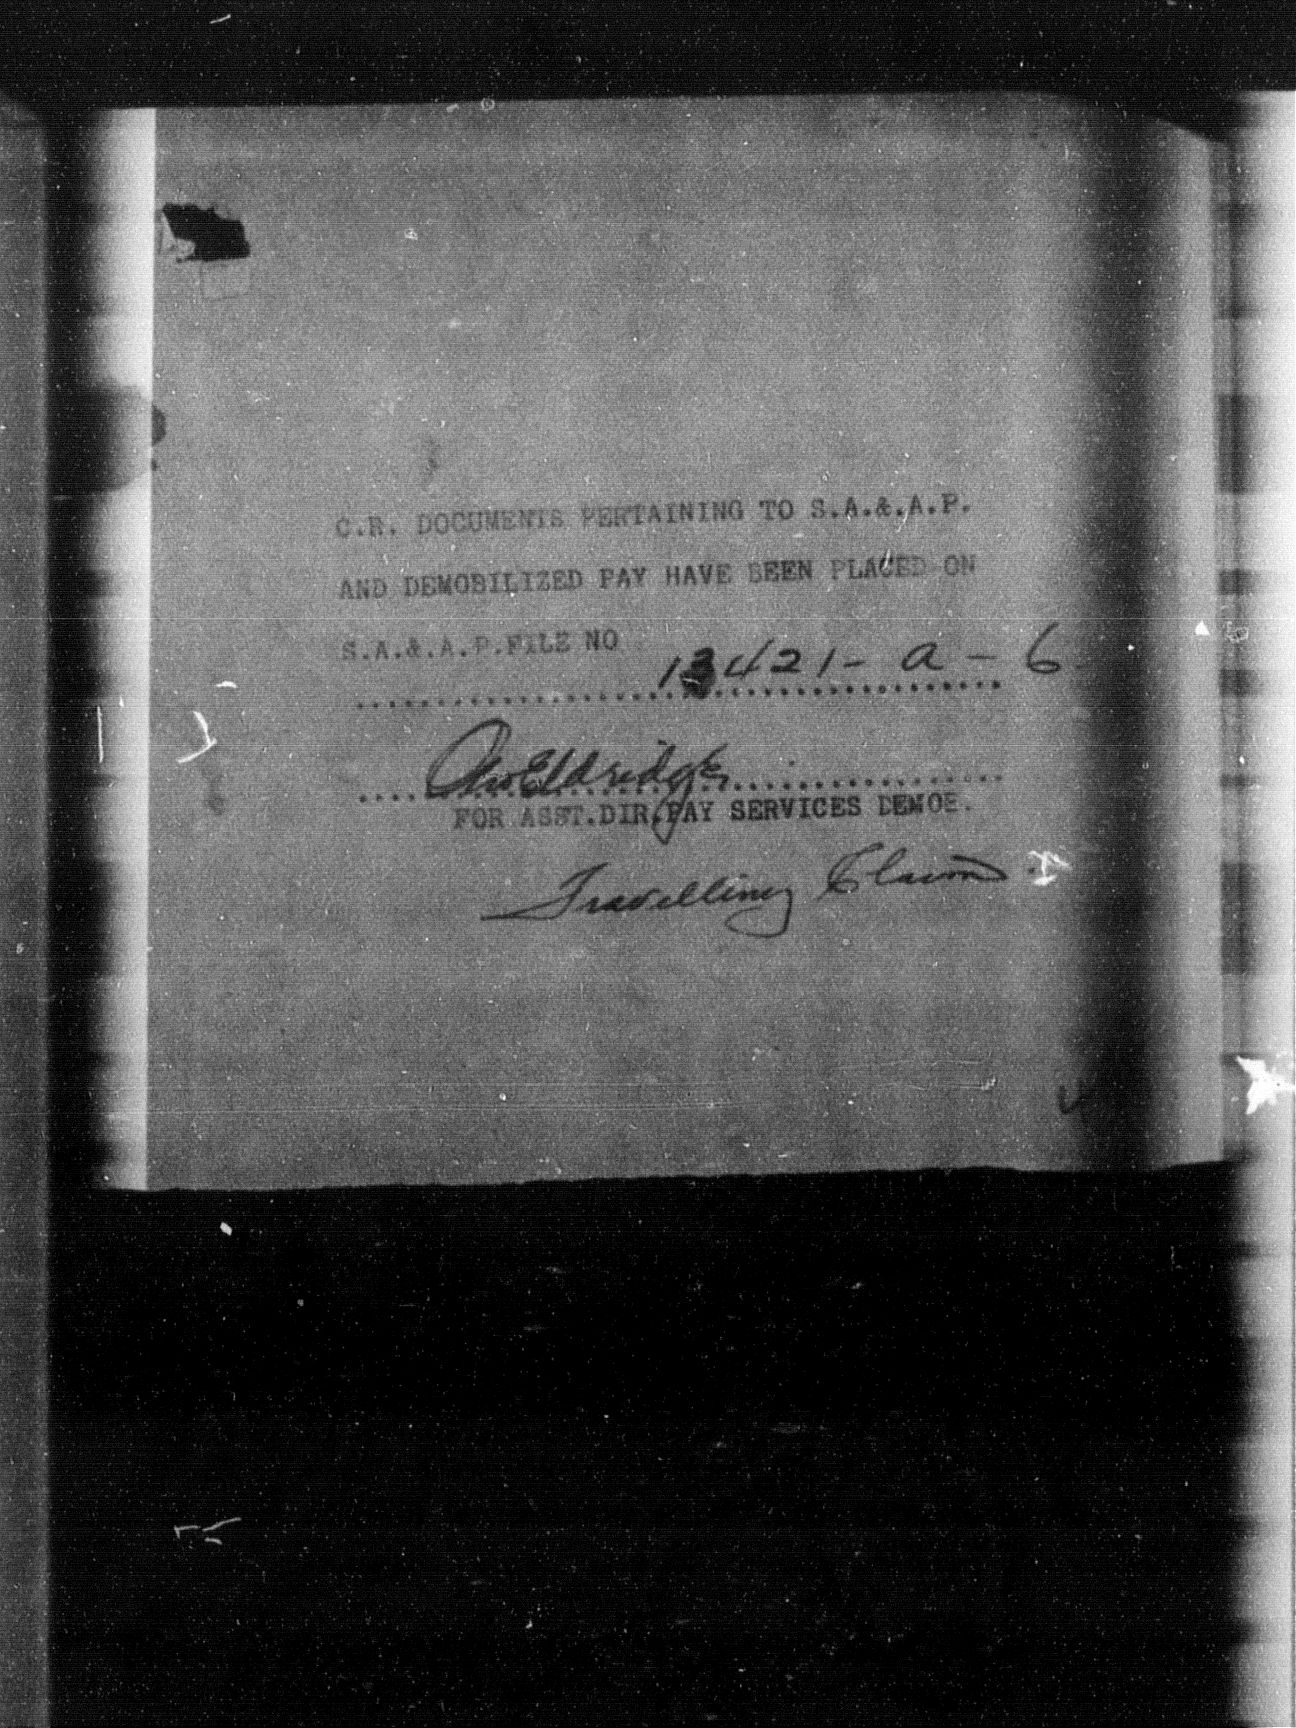 C.R. DOCUMENTS PERTAINING TO S.A.&.A.P.
AND DEMOBILIZED PAY HAVE BEEN PLACED ON
S.A.&.A.P.FILE NO
13421 - a - 6
Eldridge
FOR ASST.DIR.PAY SERVICES DEMOB.
Travelling Claim